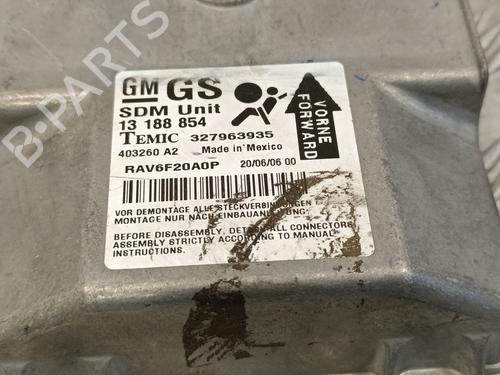 GM GS
SDM Unit
13 188 854
TEMIC 327963935
403260 A2 Made in Mexico
RAV6F20A0P 20/06/06 00
VORNE
FORWARD
VOR DEMONTAGE ALLE STECKVERBINDUNGEN
MONTAGE NUR NACH EINBAUANLEITUNG
BEFORE DISASSEMBLY, DETACH ALL CONNECTORS
ASSEMBLY STRICTLY ACCORDING TO MANUAL
INSTRUCTIONS.
B-PARTS